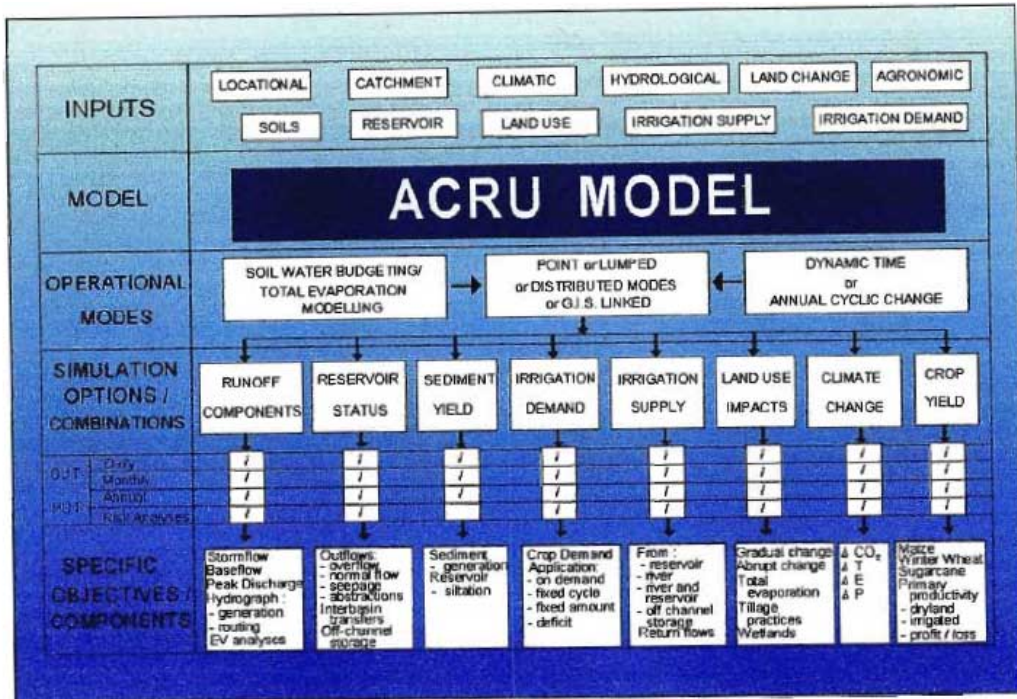 INPUTS
LOCATIONAL
CATCHMENT
CLIMATIC
HYDROLOGICAL
LAND CHANGE
AGRONOMIC
SOILS
RESERVOIR
LAND USE
IRRIGATION SUPPLY
IRRIGATION DEMAND
MODEL
ACRU MODEL
OPERATIONAL
MODES
SOIL WATER BUDGETING/
TOTAL EVAPORATION
MODELLING
POINT or LUMPED
or DISTRIBUTED MODES
or G.I.S. LINKED
DYNAMIC TIME
or
ANNUAL CYCLIC CHANGE
SIMULATION
OPTIONS /
COMBINATIONS
RUNOFF
COMPONENTS
RESERVOIR
STATUS
SEDIMENT
YIELD
IRRIGATION
DEMAND
IRRIGATION
SUPPLY
LAND USE
IMPACTS
CLIMATE
CHANGE
CROP
YIELD
OUT-
PUT
Daily
Monthly
Annual
Risk Analyses
SPECIFIC
OBJECTIVES /
COMPONENTS
Stormflow
Baseflow
Peak Discharge
Hydrograph :
- generation
- routing
EV analyses
Outflows:
- overflow
- normal flow
- seepage
- abstractions
Interbasin
transfers
Off-channel
storage
Sediment
- generation
Reservoir
- siltation
Crop Demand
Application:
- on demand
- fixed cycle
- fixed amount
- deficit
From :
- reservoir
- river
- river and
reservoir
- off channel
storage
Return flows
Gradual change
Abrupt change
Total
evaporation
Tillage
practices
Wetlands
Δ CO₂
Δ T
Δ E
Δ P
Maize
Winter Wheat
Sugarcane
Primary
productivity
- dryland
- irrigated
- profit / loss